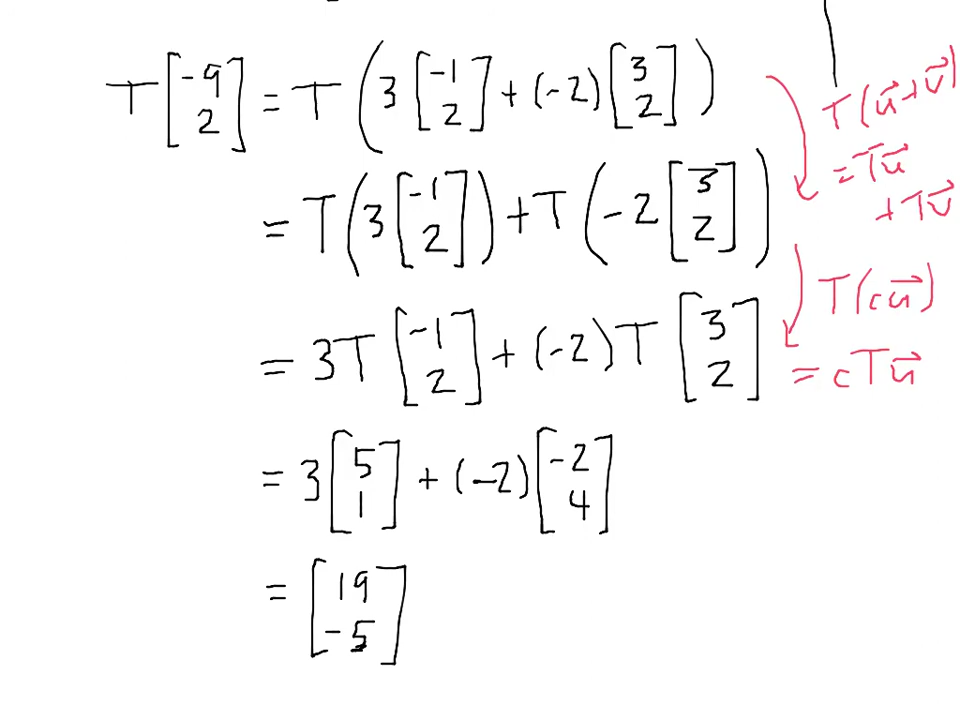 T[-9 2] = T(3[-1 2] + (-2)[3 2])
= T(3[-1 2]) + T(-2[3 2])
= 3T[-1 2] + (-2)T[3 2]
= 3[5 1] + (-2)[-2 4]
= [19 -5]
T(u⃗+v⃗)
= Tu⃗
+Tv⃗
T(cu⃗)
= cTu⃗